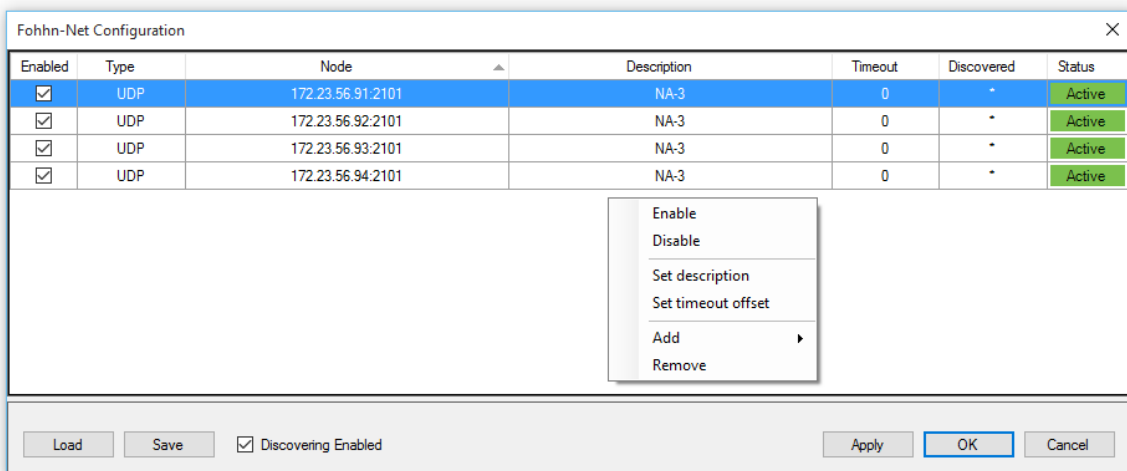 Fohhn-Net Configuration
Enabled Type Node Description Timeout Discovered Status
UDP 172.23.56.91:2101 NA-3 0 * Active
UDP 172.23.56.92:2101 NA-3 0 * Active
UDP 172.23.56.93:2101 NA-3 0 * Active
UDP 172.23.56.94:2101 NA-3 0 * Active
Enable
Disable
Set description
Set timeout offset
Add
Remove
Load Save Discovering Enabled Apply OK Cancel